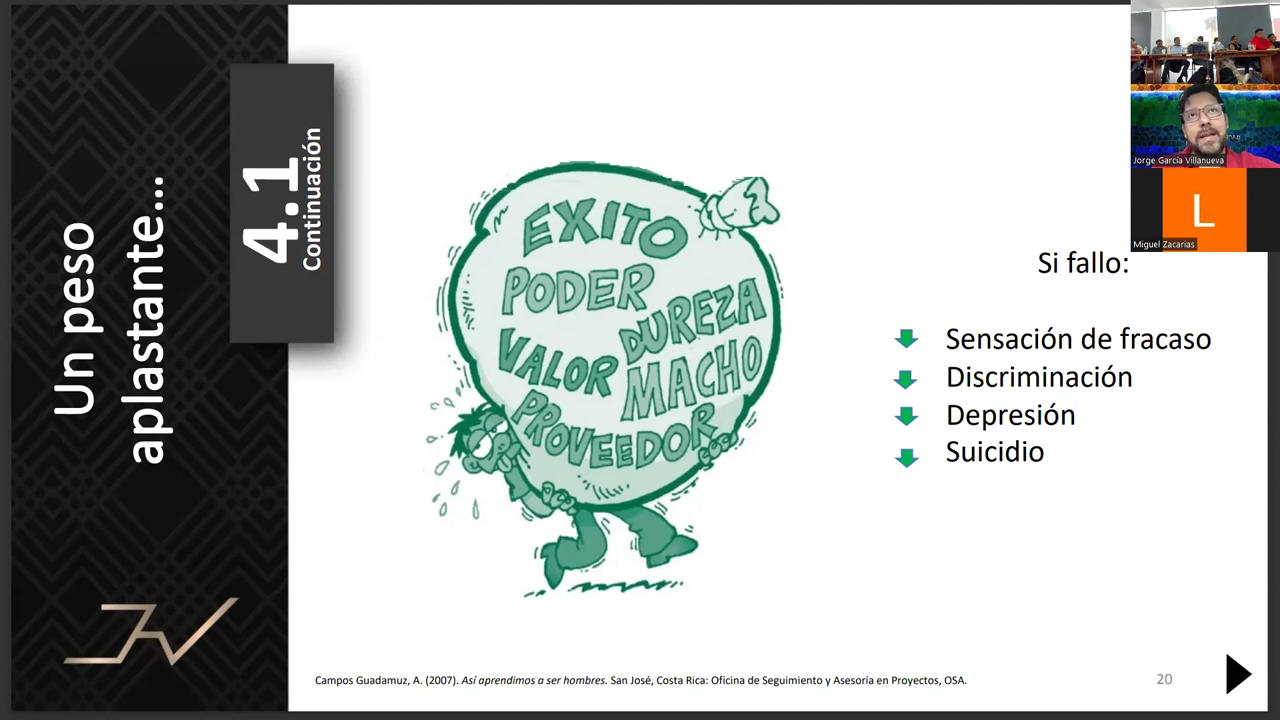 Un peso
aplastante...
4.1
Continuación
EXITO
PODER
DUREZA
VALOR
MACHO
PROVEEDOR
Si fallo:
Sensación de fracaso
Discriminación
Depresión
Suicidio
Jorge García Villanueva
L
Miguel Zacarias
JV
Campos Guadamuz, A. (2007). Así aprendimos a ser hombres. San José, Costa Rica: Oficina de Seguimiento y Asesoría en Proyectos, OSA.
20